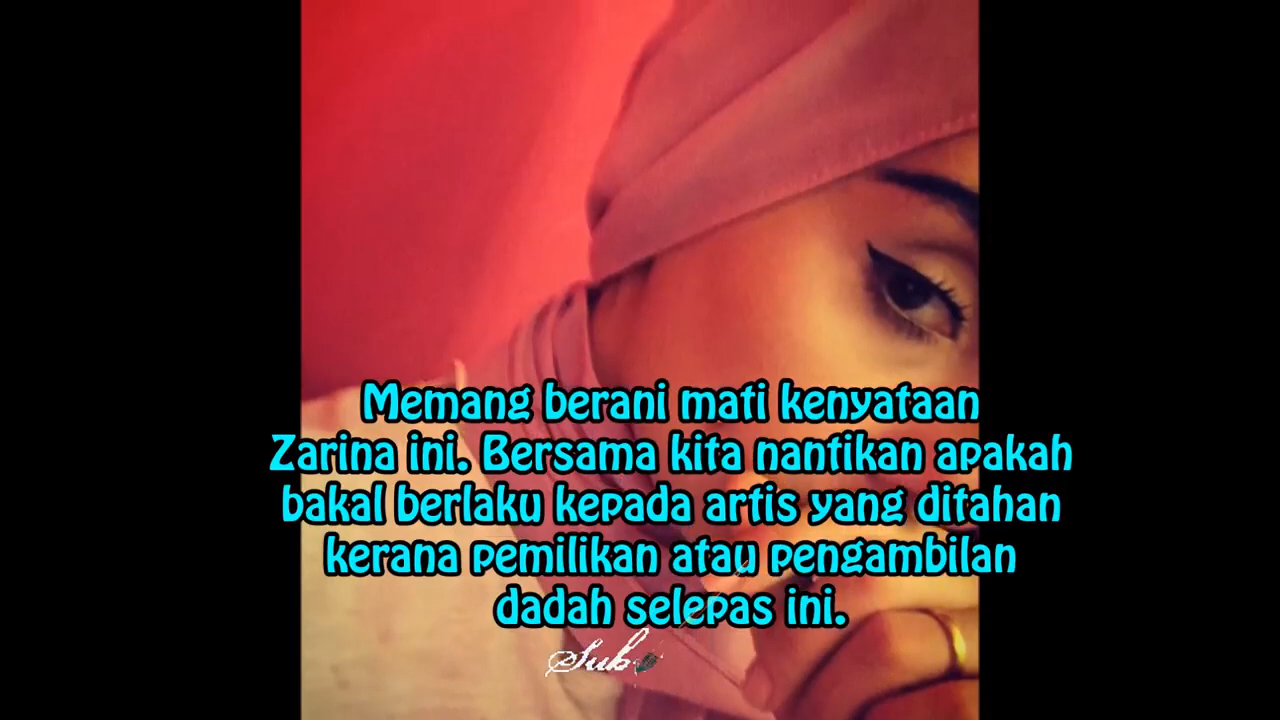 Memang berani mati kenyataan
Zarina ini. Bersama kita nantikan apakah
bakal berlaku kepada artis yang ditahan
kerana pemilikan atau pengambilan
dadah selepas ini.
Sub